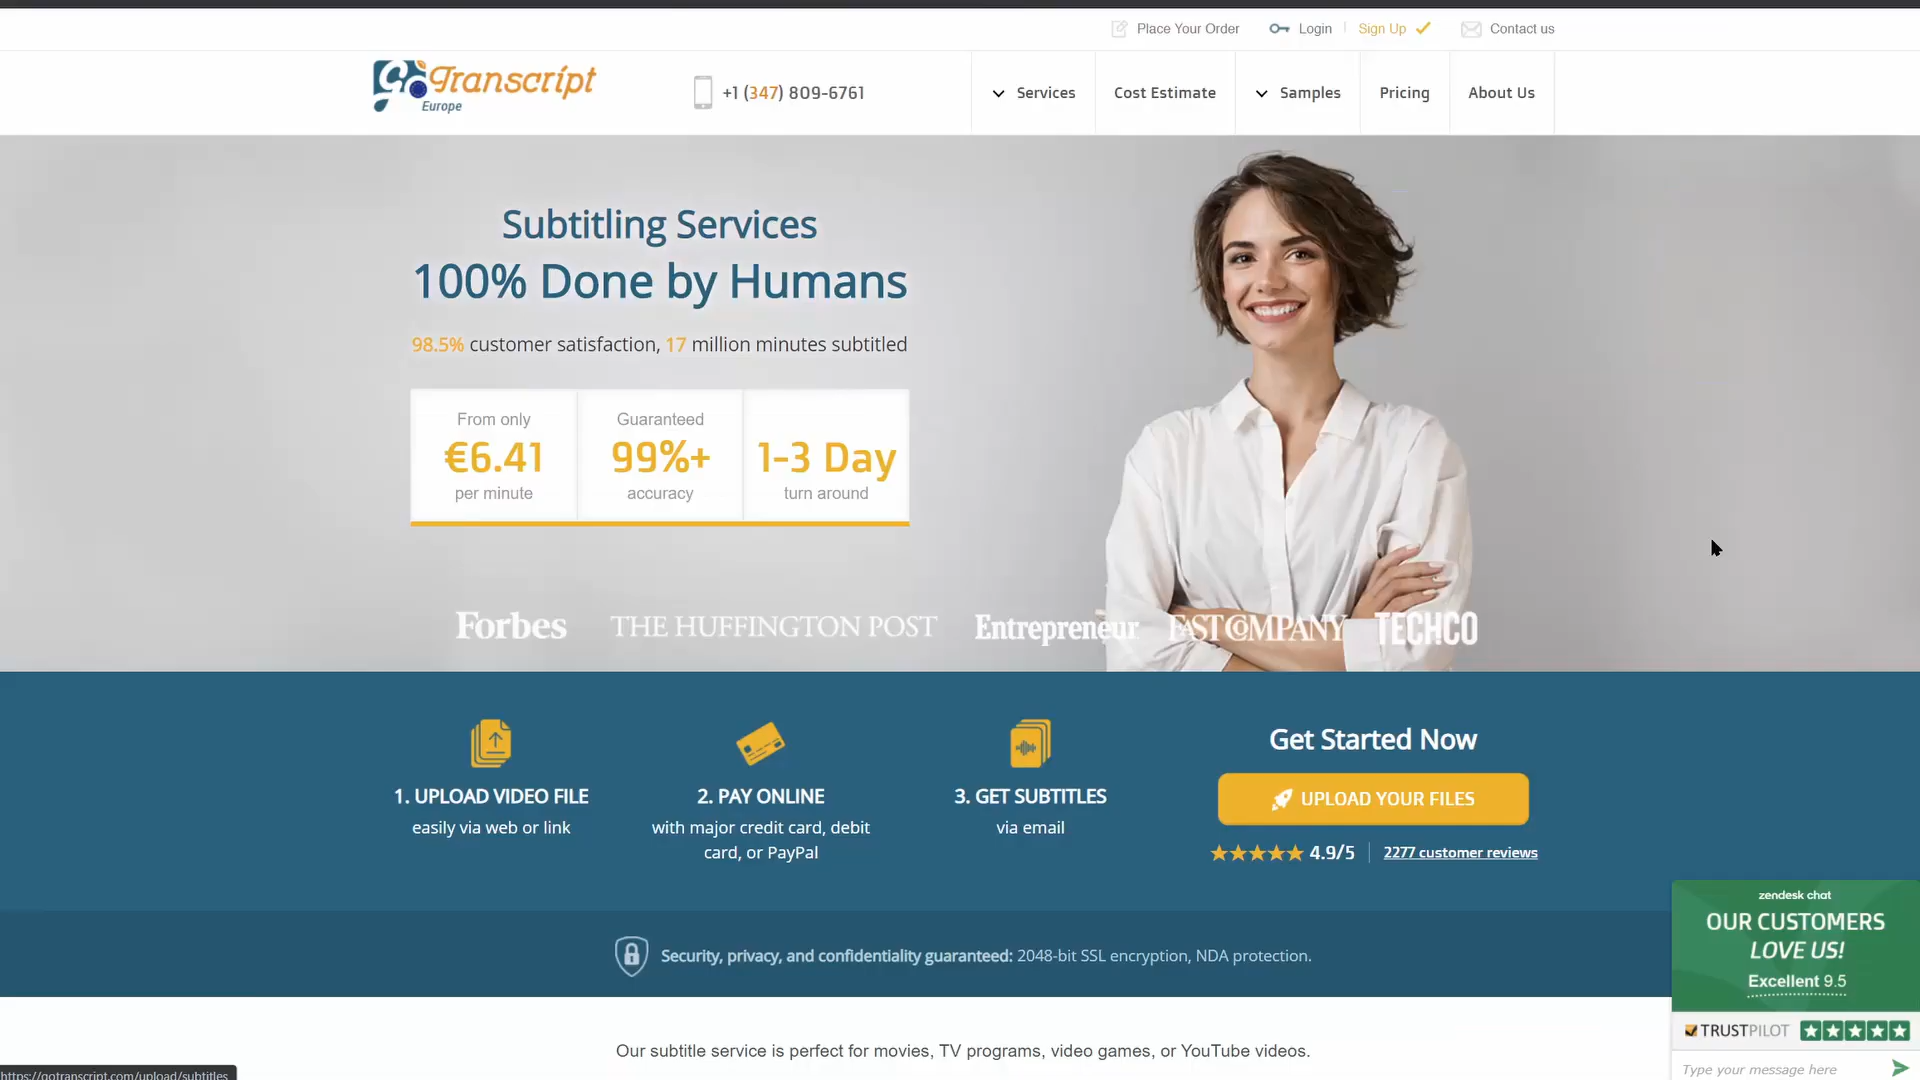 Place Your Order
Login
Sign Up
Contact us
GoTranscript
Europe
+1 (347) 809-6761
Services
Cost Estimate
Samples
Pricing
About Us
Subtitling Services
100% Done by Humans
98.5% customer satisfaction, 17 million minutes subtitled
From only
€6.41
per minute
Guaranteed
99%+
accuracy
1-3 Day
turn around
Forbes
THE HUFFINGTON POST
Entrepreneur
FAST COMPANY
TECHCO
1. UPLOAD VIDEO FILE
easily via web or link
2. PAY ONLINE
with major credit card, debit
card, or PayPal
3. GET SUBTITLES
via email
Get Started Now
UPLOAD YOUR FILES
4.9/5
2277 customer reviews
Security, privacy, and confidentiality guaranteed: 2048-bit SSL encryption, NDA protection.
zendesk chat
OUR CUSTOMERS
LOVE US!
Excellent 9.5
TRUSTPILOT
Type your message here
Our subtitle service is perfect for movies, TV programs, video games, or YouTube videos.
https://gotranscript.com/upload/subtitles